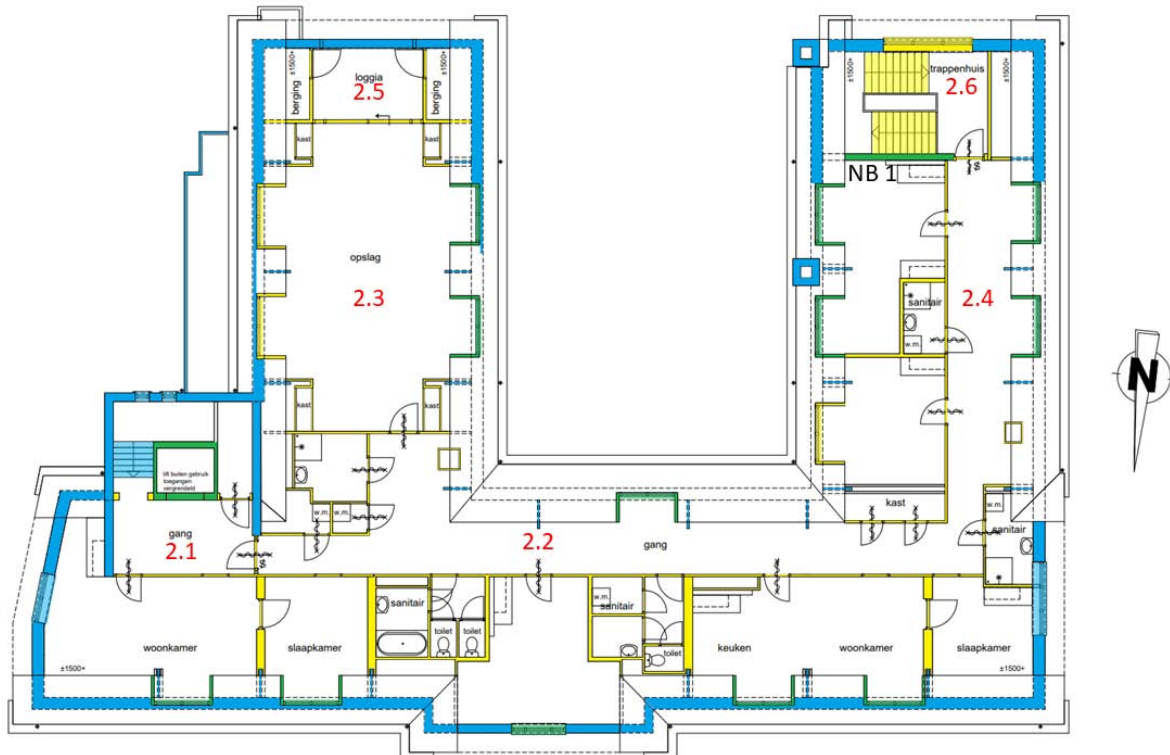 ±1500+
loggia
2.5
±1500+
berging
berging
kast
kast
opslag
2.3
kast
kast
lift buiten gebruik
toegangen
vergrendeld
w.m.
w.m.
gang
2.1
S
2.2
gang
woonkamer
±1500+
slaapkamer
sanitair
toilet
toilet
w.m.
sanitair
toilet
keuken
woonkamer
slaapkamer
±1500+
±1500+
trappenhuis
2.6
±1500+
S
NB 1
2.4
sanitair
w.m.
kast
w.m.
sanitair
N